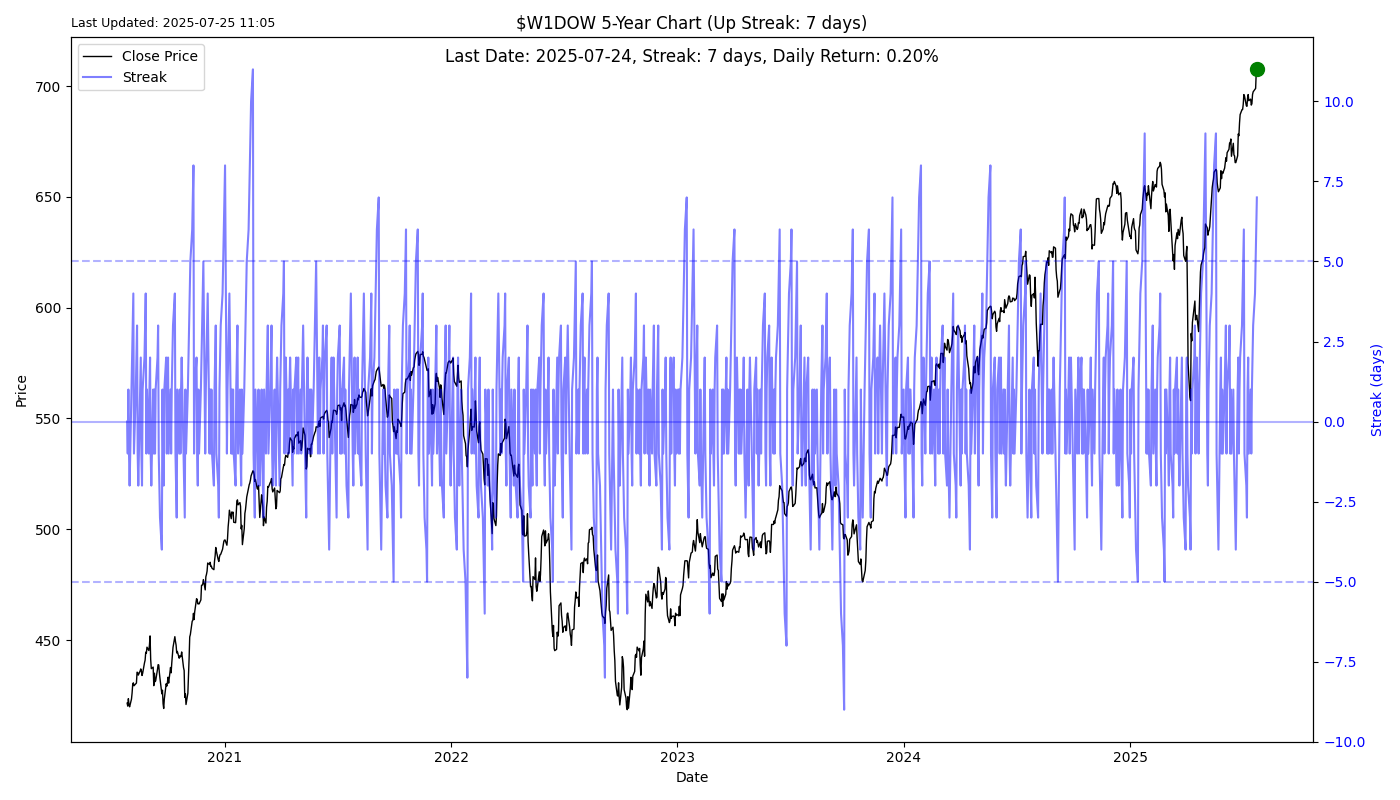 Last Updated: 2025-07-25 11:05
$W1DOW 5-Year Chart (Up Streak: 7 days)
Last Date: 2025-07-24, Streak: 7 days, Daily Return: 0.20%
Close Price
Streak
700
650
600
550
500
450
Price
10.0
7.5
5.0
2.5
0.0
−2.5
−5.0
−7.5
−10.0
Streak (days)
2021
2022
2023
2024
2025
Date